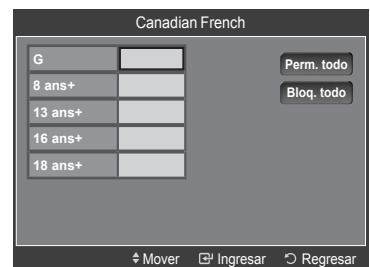 Canadian French
G
Perm. todo
8 ans+
Bloq. todo
13 ans+
16 ans+
18 ans+
Mover Ingresar Regresar